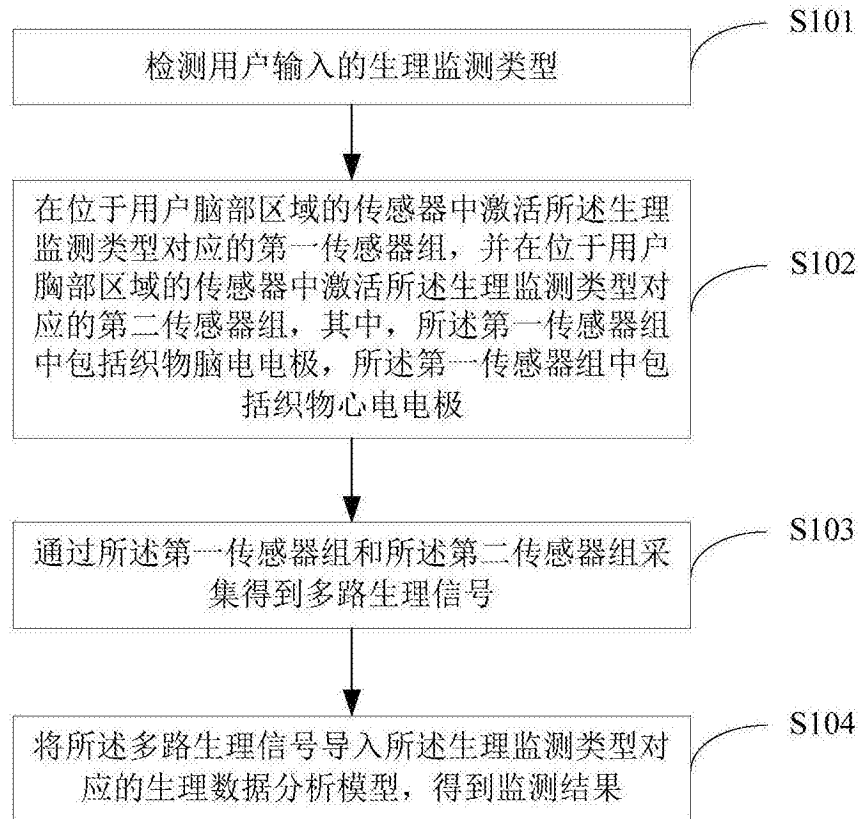 S101
检测用户输入的生理监测类型
在位于用户脑部区域的传感器中激活所述生理
监测类型对应的第一传感器组，并在位于用户
胸部区域的传感器中激活所述生理监测类型对
应的第二传感器组，其中，所述第一传感器组
中包括织物脑电电极，所述第一传感器组中包
括织物心电电极
S102
通过所述第一传感器组和所述第二传感器组采
集得到多路生理信号
S103
将所述多路生理信号导入所述生理监测类型对
应的生理数据分析模型，得到监测结果
S104